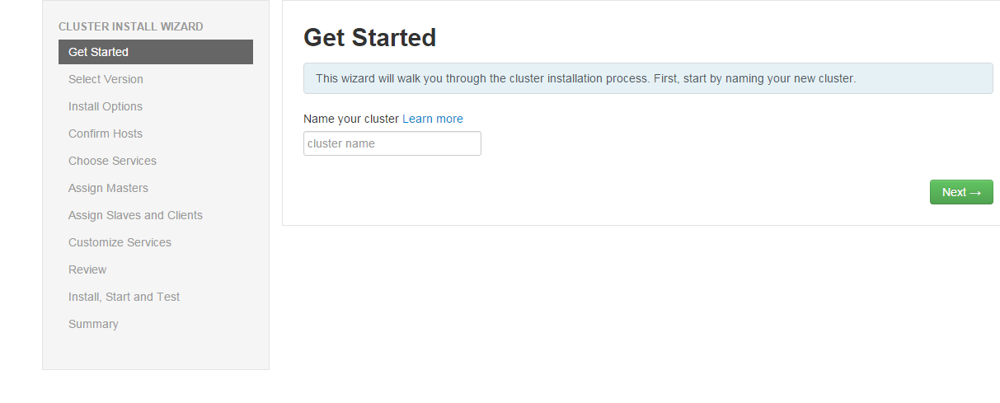 CLUSTER INSTALL WIZARD
Get Started
Select Version
Install Options
Confirm Hosts
Choose Services
Assign Masters
Assign Slaves and Clients
Customize Services
Review
Install, Start and Test
Summary
Get Started
This wizard will walk you through the cluster installation process. First, start by naming your new cluster.
Name your cluster Learn more
cluster name
Next →